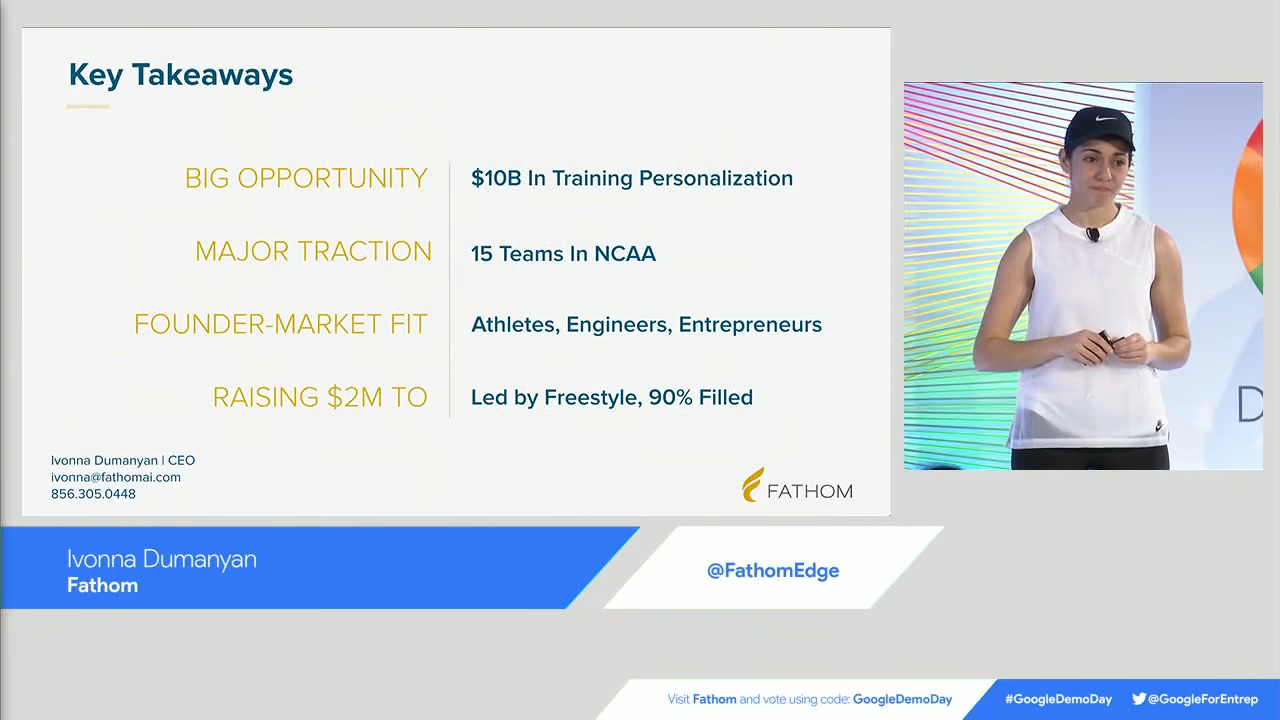 Key Takeaways
BIG OPPORTUNITY $10B In Training Personalization
MAJOR TRACTION 15 Teams In NCAA
FOUNDER-MARKET FIT Athletes, Engineers, Entrepreneurs
RAISING $2M TO Led by Freestyle, 90% Filled
Ivonna Dumanyan | CEO
ivonna@fathomai.com
856.305.0448
FATHOM
D
Ivonna Dumanyan
Fathom
@FathomEdge
Visit Fathom and vote using code: GoogleDemoDay
#GoogleDemoDay @GoogleForEntrep